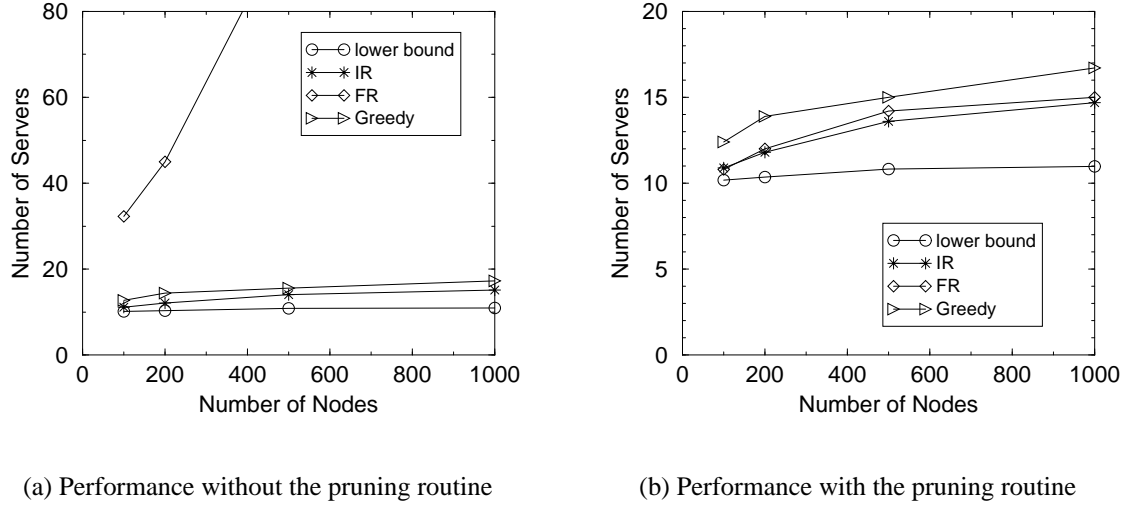 80
60
40
20
0
Number of Servers
0 200 400 600 800 1000
Number of Nodes
lower bound
IR
FR
Greedy
(a) Performance without the pruning routine
20
15
10
5
0
Number of Servers
0 200 400 600 800 1000
Number of Nodes
lower bound
IR
FR
Greedy
(b) Performance with the pruning routine